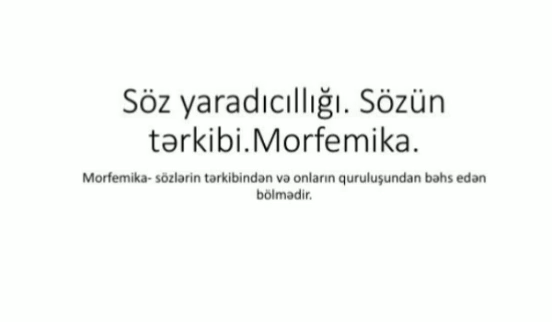 Söz yaradıcıllığı. Sözün
tərkibi.Morfemika.
Morfemika- sözlərin tərkibindən və onların quruluşundan bəhs edən
bölmədir.